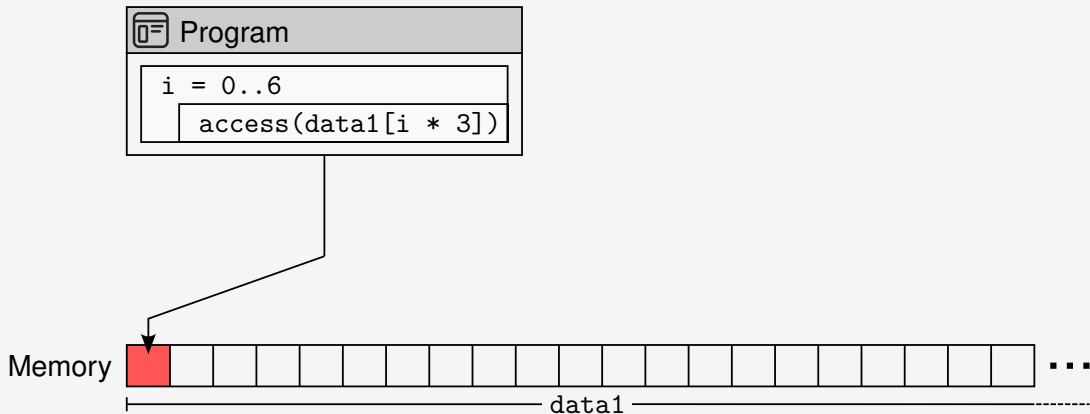 Program
i = 0..6
access(data1[i * 3])
Memory
...
data1